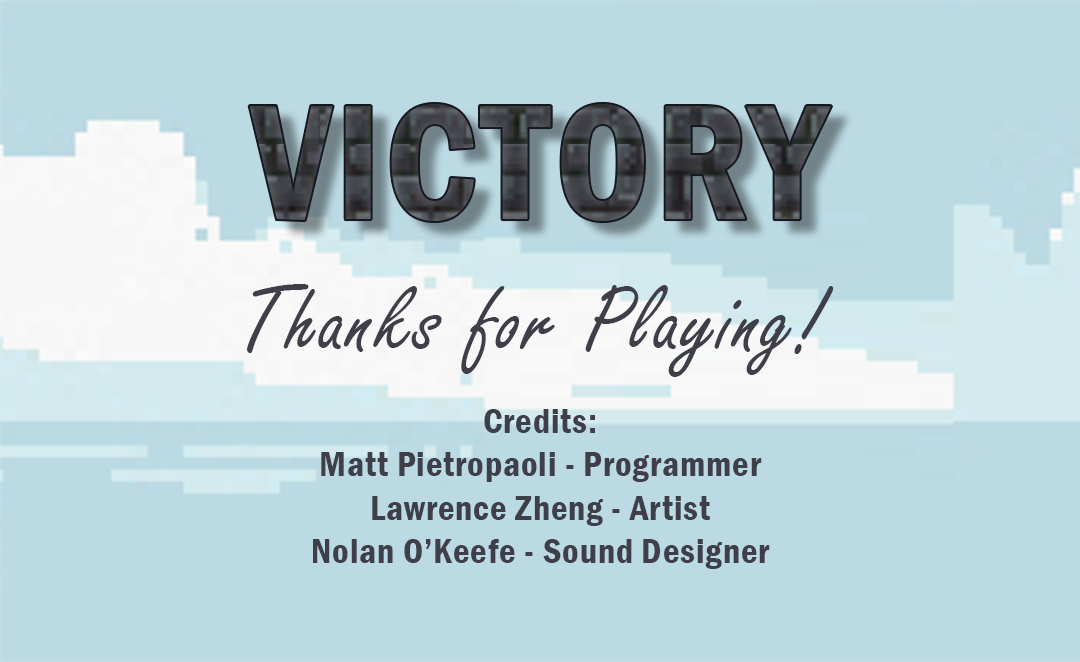 VICTORY
Thanks for Playing!
Credits:
Matt Pietropaoli - Programmer
Lawrence Zheng - Artist
Nolan O’Keefe - Sound Designer